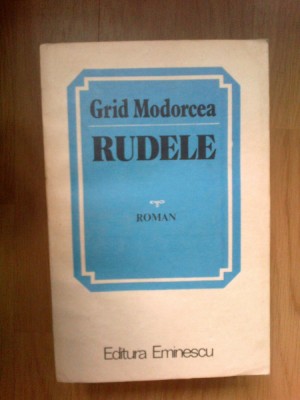 Grid Modorcea
RUDELE
ROMAN
Editura Eminescu